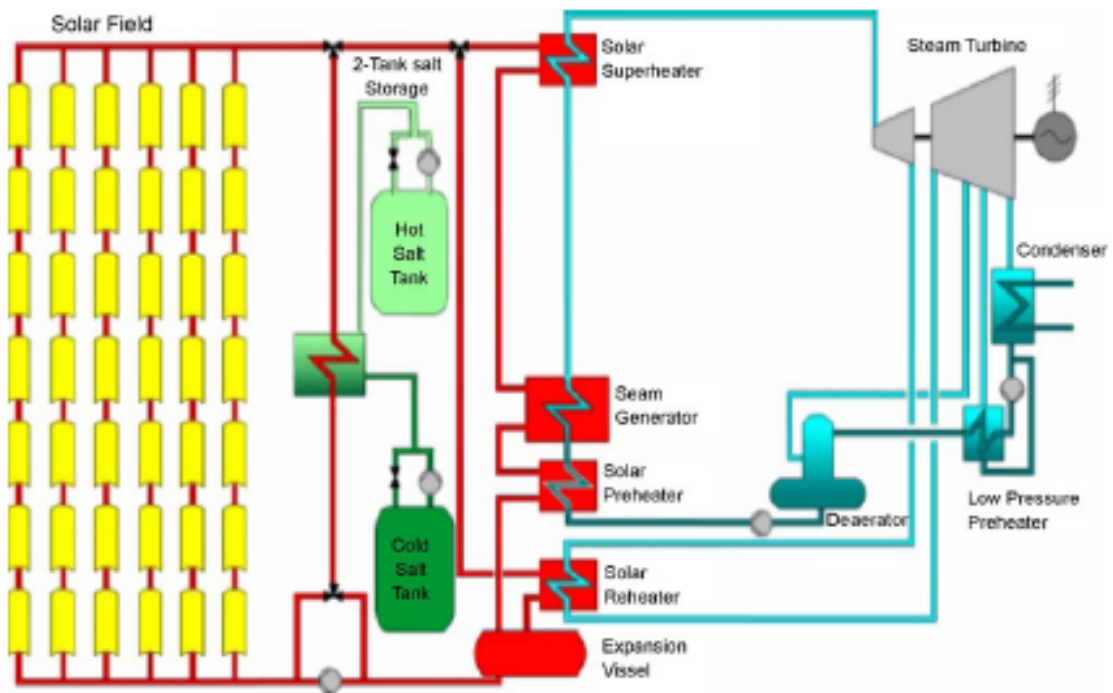 Solar Field
2-Tank salt
Storage
Solar
Superheater
Steam Turbine
Hot
Salt
Tank
Condenser
Seam
Generator
Solar
Preheater
Deaerator
Low Pressure
Preheater
Cold
Salt
Tank
Solar
Reheater
Expansion
Vissel